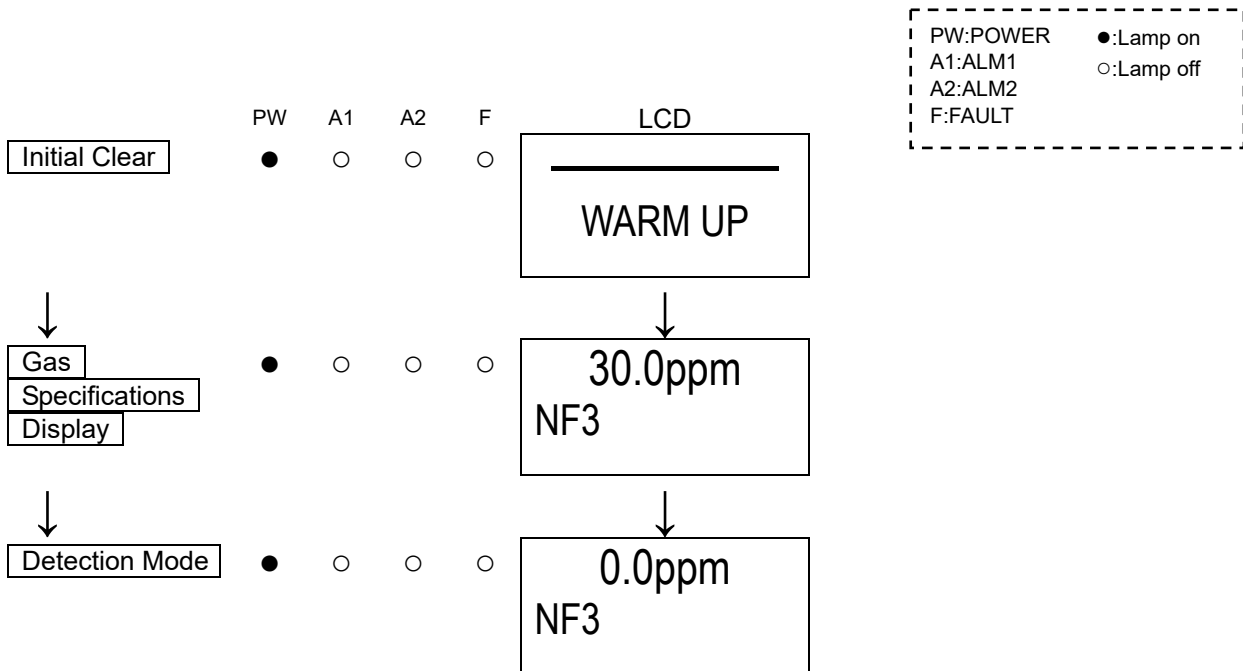 PW:POWER ●:Lamp on
A1:ALM1 ○:Lamp off
A2:ALM2
F:FAULT
PW A1 A2 F LCD
Initial Clear ● ○ ○ ○
WARM UP
Gas ● ○ ○ ○ 30.0ppm
Specifications
NF3
Display
Detection Mode ● ○ ○ ○ 0.0ppm
NF3